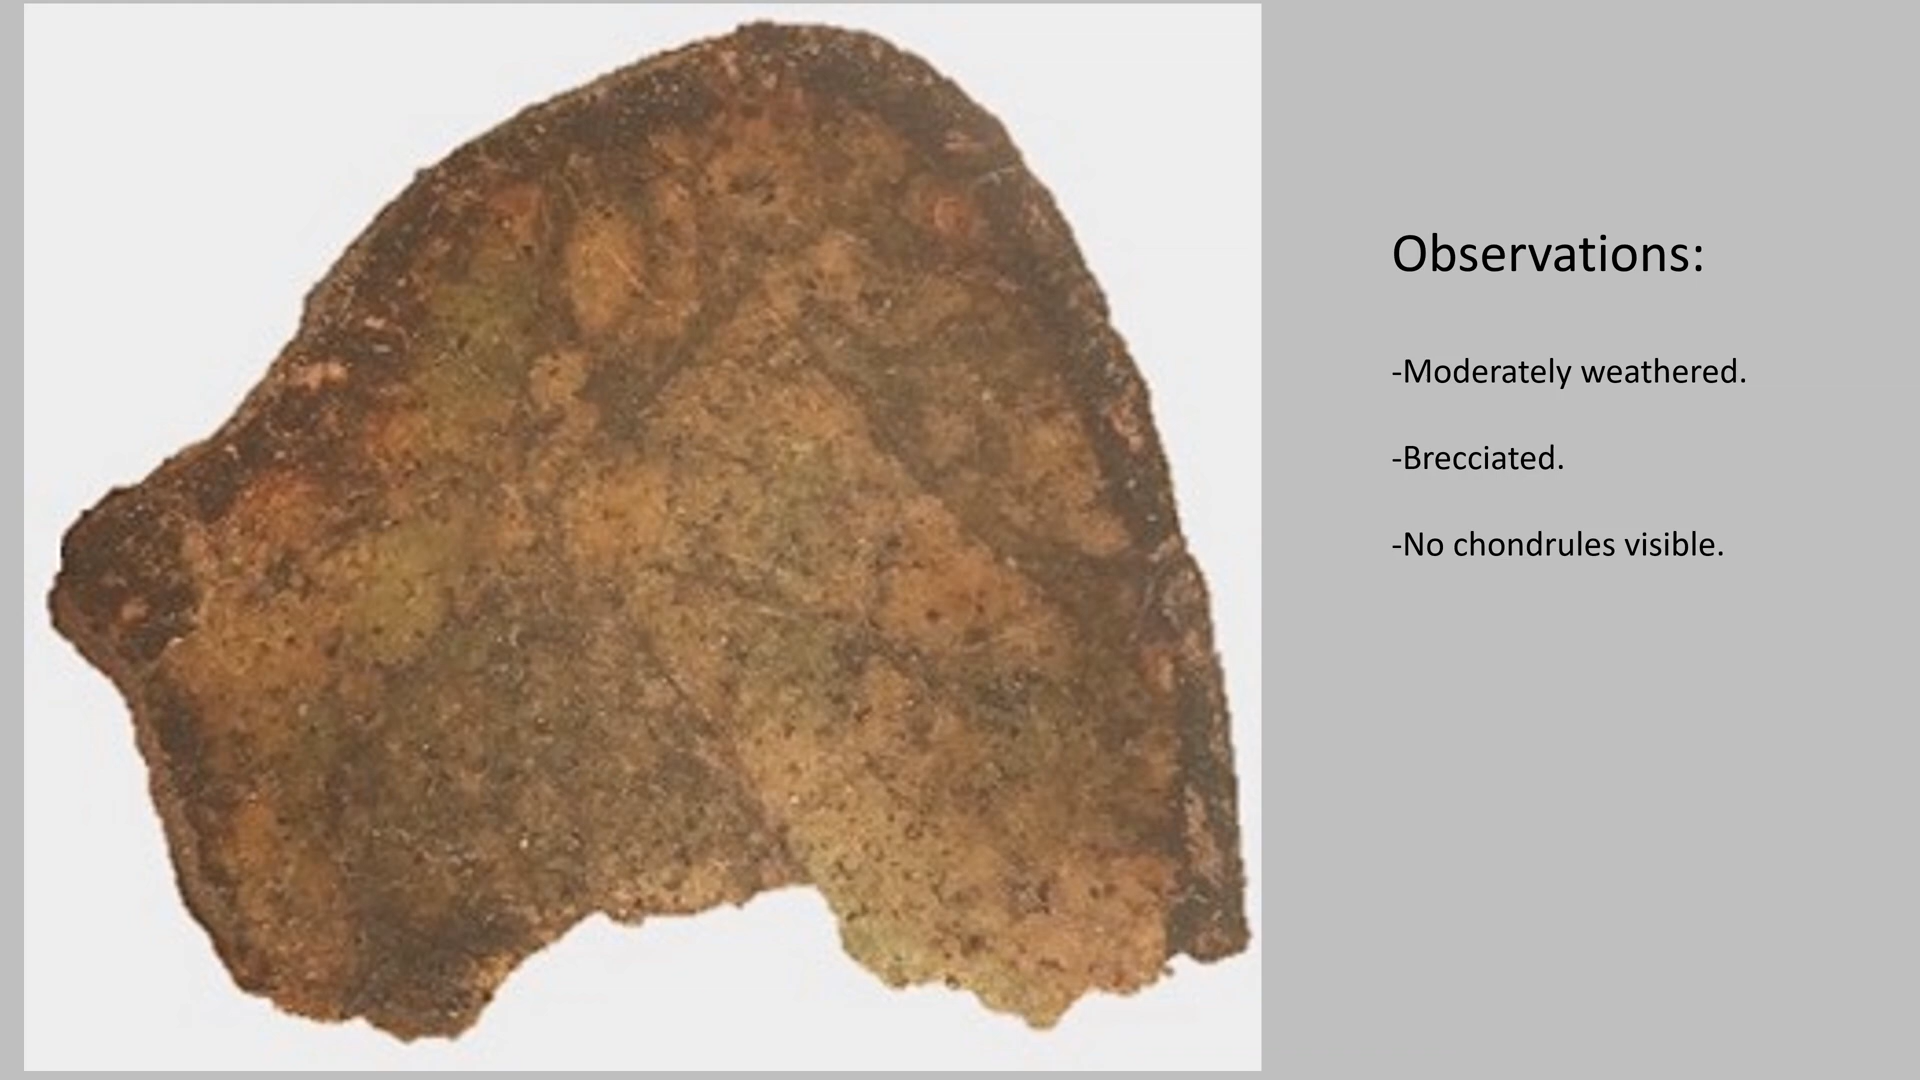 Observations:
-Moderately weathered.
-Brecciated.
-No chondrules visible.